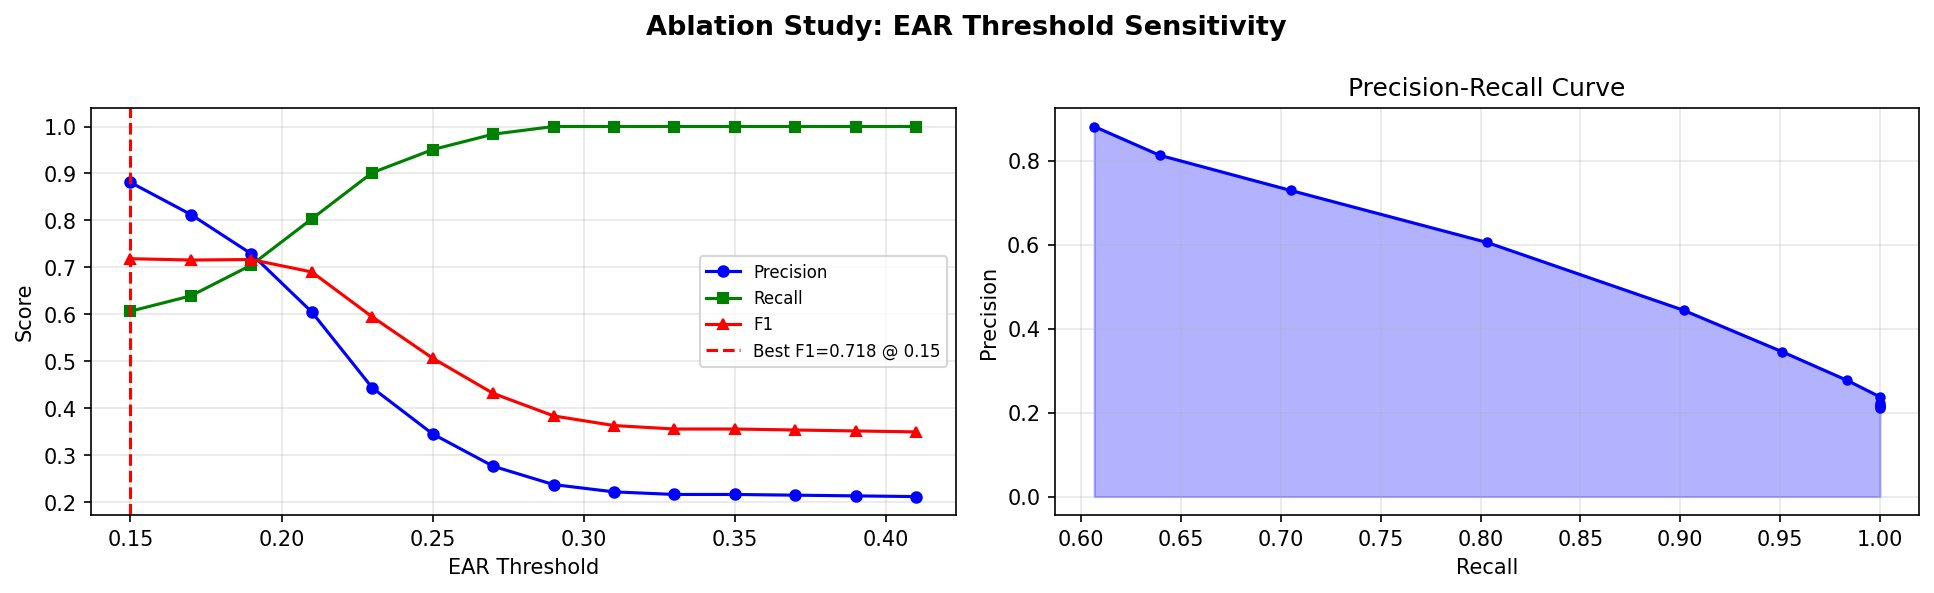 Ablation Study: EAR Threshold Sensitivity
Score
1.0
0.9
0.8
0.7
0.6
0.5
0.4
0.3
0.2
0.15 0.20 0.25 0.30 0.35 0.40
EAR Threshold
Precision
Recall
F1
Best F1=0.718 @ 0.15
Precision-Recall Curve
Precision
0.8
0.6
0.4
0.2
0.0
0.60 0.65 0.70 0.75 0.80 0.85 0.90 0.95 1.00
Recall